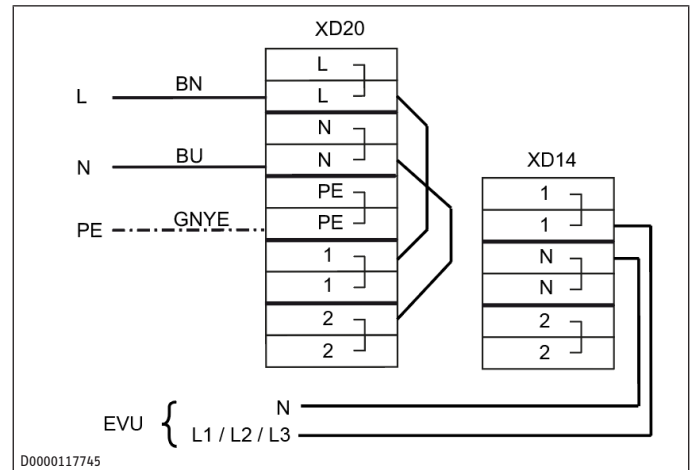 XD20
L
L
N
N
PE
PE
1
1
2
2
L BN
N BU
PE GNYE
XD14
1
1
N
N
2
2
EVU { N
L1 / L2 / L3
D0000117745